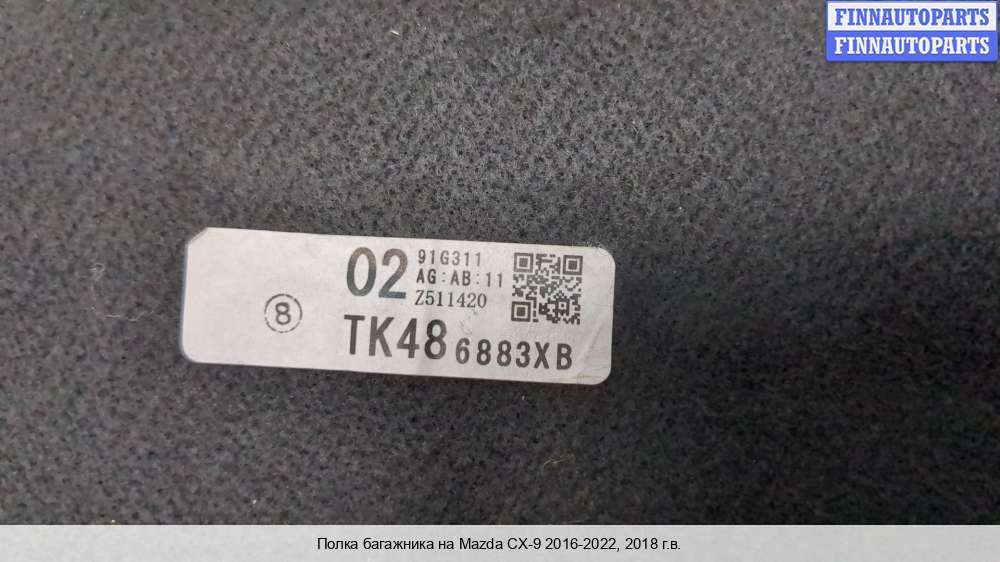 FINNAUTOPARTS
FINNAUTOPARTS
02
91G311
AG:AB:11
Z511420
8
TK48 6883XB
Полка багажника на Mazda CX-9 2016-2022, 2018 г.в.